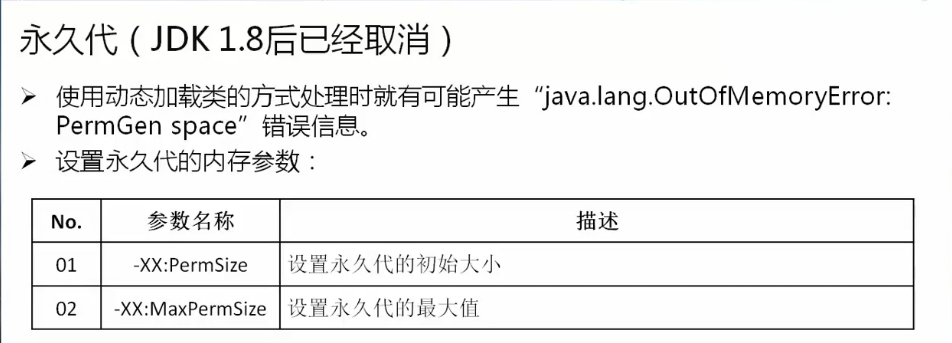 永久代（JDK 1.8后已经取消）
➢ 使用动态加载类的方式处理时就有可能产生“java.lang.OutOfMemoryError:
PermGen space”错误信息。
➢ 设置永久代的内存参数：
No. 参数名称 描述
01 -XX:PermSize 设置永久代的初始大小
02 -XX:MaxPermSize 设置永久代的最大值